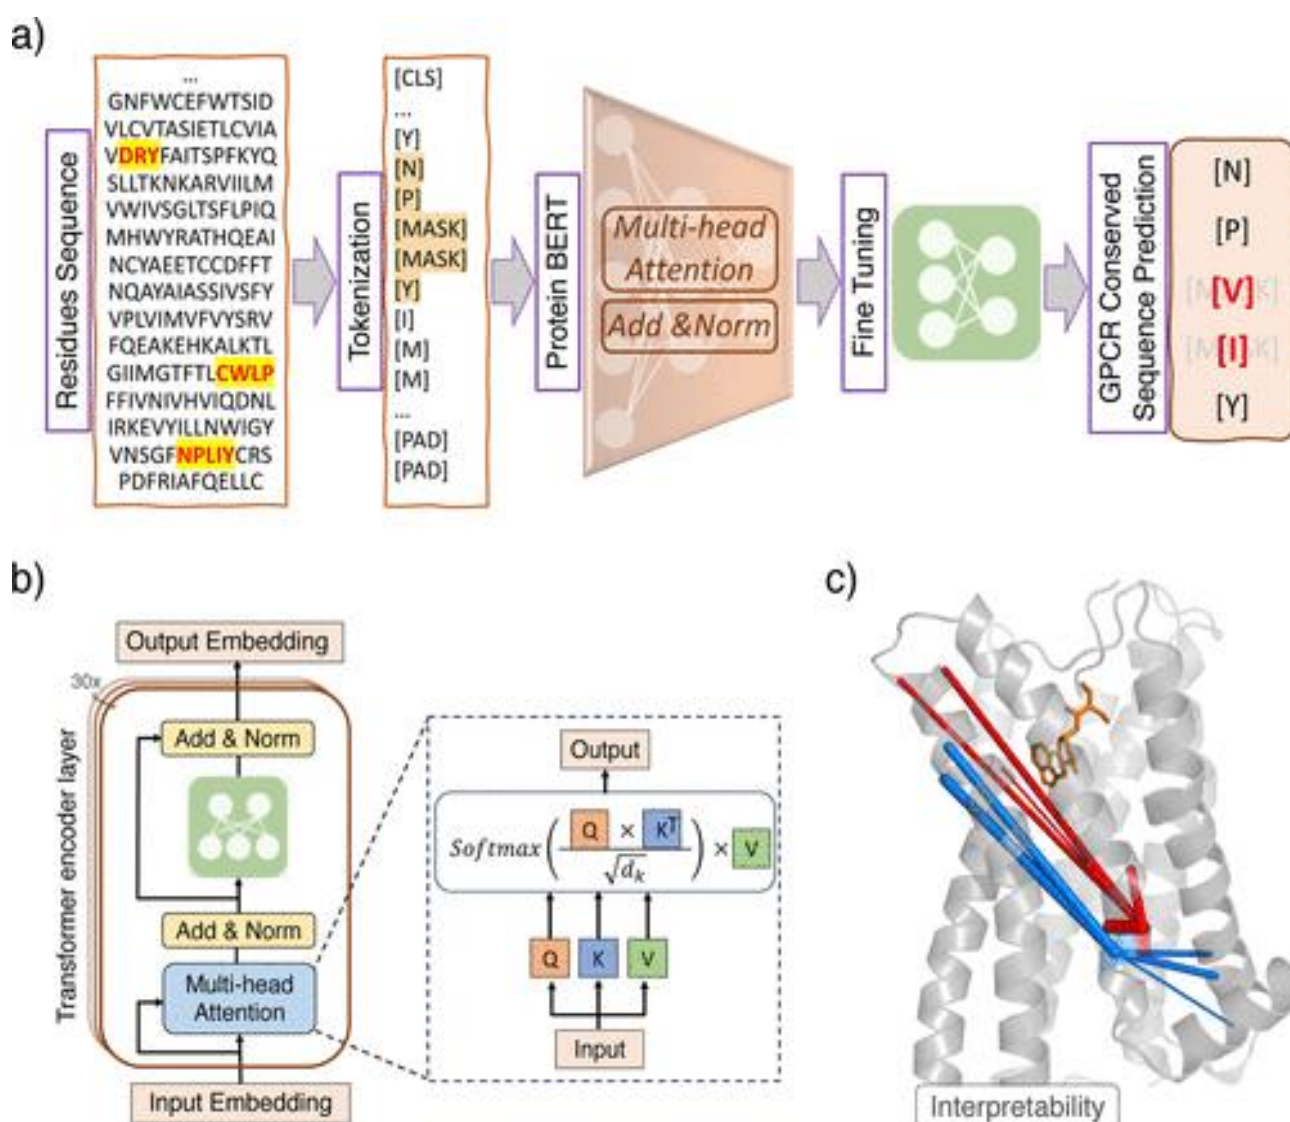 a)
Residues Sequence
...
GNFWCEFWTSID
VLCVTASIETLCVIA
VDRYFAITSPFKYQ
SLLTKNKARVIILM
VWIVSGLTSFLPIQ
MHWYRATHQEAI
NCYAEETCCDFFT
NQAYAIASSIVSFY
VPLVIMVFVYSRV
FQEAKEHKALKTL
GIIMGTFTLCWLP
FFIVNIVHVIQDNL
IRKEVYILLNWIGY
VNSGFNPLIYCRS
PDFRIAFQELLC
Tokenization
[CLS]
...
[Y]
[N]
[P]
[MASK]
[MASK]
[Y]
[I]
[M]
[M]
...
[PAD]
[PAD]
Protein BERT
Multi-head
Attention
Add &Norm
Fine Tuning
GPCR Conserved
Sequence Prediction
[N]
[P]
[V]
[I]
[Y]
b)
Output Embedding
30x
Transformer encoder layer
Add & Norm
Add & Norm
Multi-head
Attention
Input Embedding
Output
Softmax(Q × K^T / √d_k) × V
Q K V
Input
c)
Interpretability